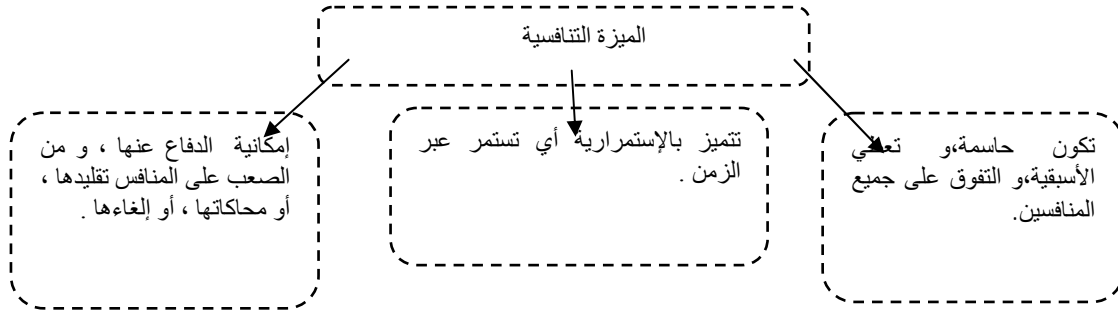 الميزة التنافسية
تكون حاسمة،و تعطي
الأسبقية،و التفوق على جميع
المنافسين.
تتميز بالإستمرارية أي تستمر عبر
الزمن .
إمكانية الدفاع عنها ، و من
الصعب على المنافس تقليدها ،
أو محاكاتها ، أو إلغاءها .